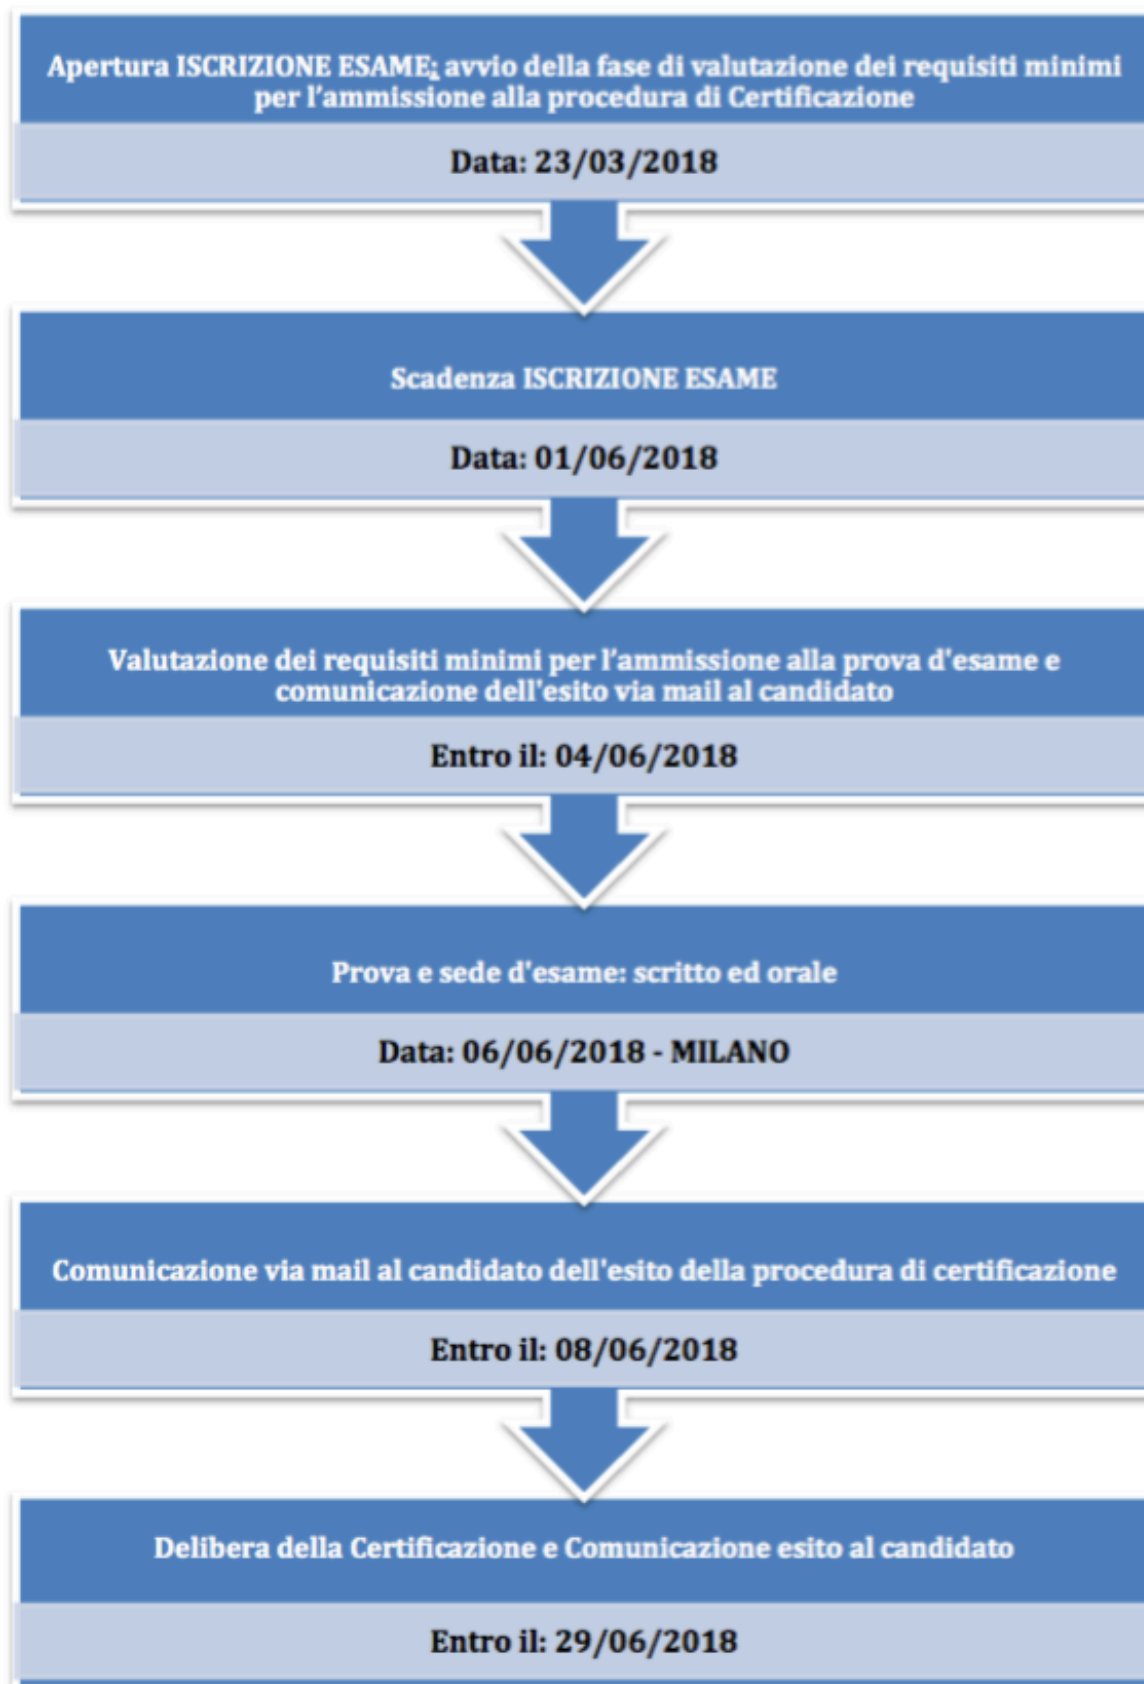 Apertura ISCRIZIONE ESAME; avvio della fase di valutazione dei requisiti minimi
per l'ammissione alla procedura di Certificazione
Data: 23/03/2018
Scadenza ISCRIZIONE ESAME
Data: 01/06/2018
Valutazione dei requisiti minimi per l'ammissione alla prova d'esame e
comunicazione dell'esito via mail al candidato
Entro il: 04/06/2018
Prova e sede d'esame: scritto ed orale
Data: 06/06/2018 - MILANO
Comunicazione via mail al candidato dell'esito della procedura di certificazione
Entro il: 08/06/2018
Delibera della Certificazione e Comunicazione esito al candidato
Entro il: 29/06/2018